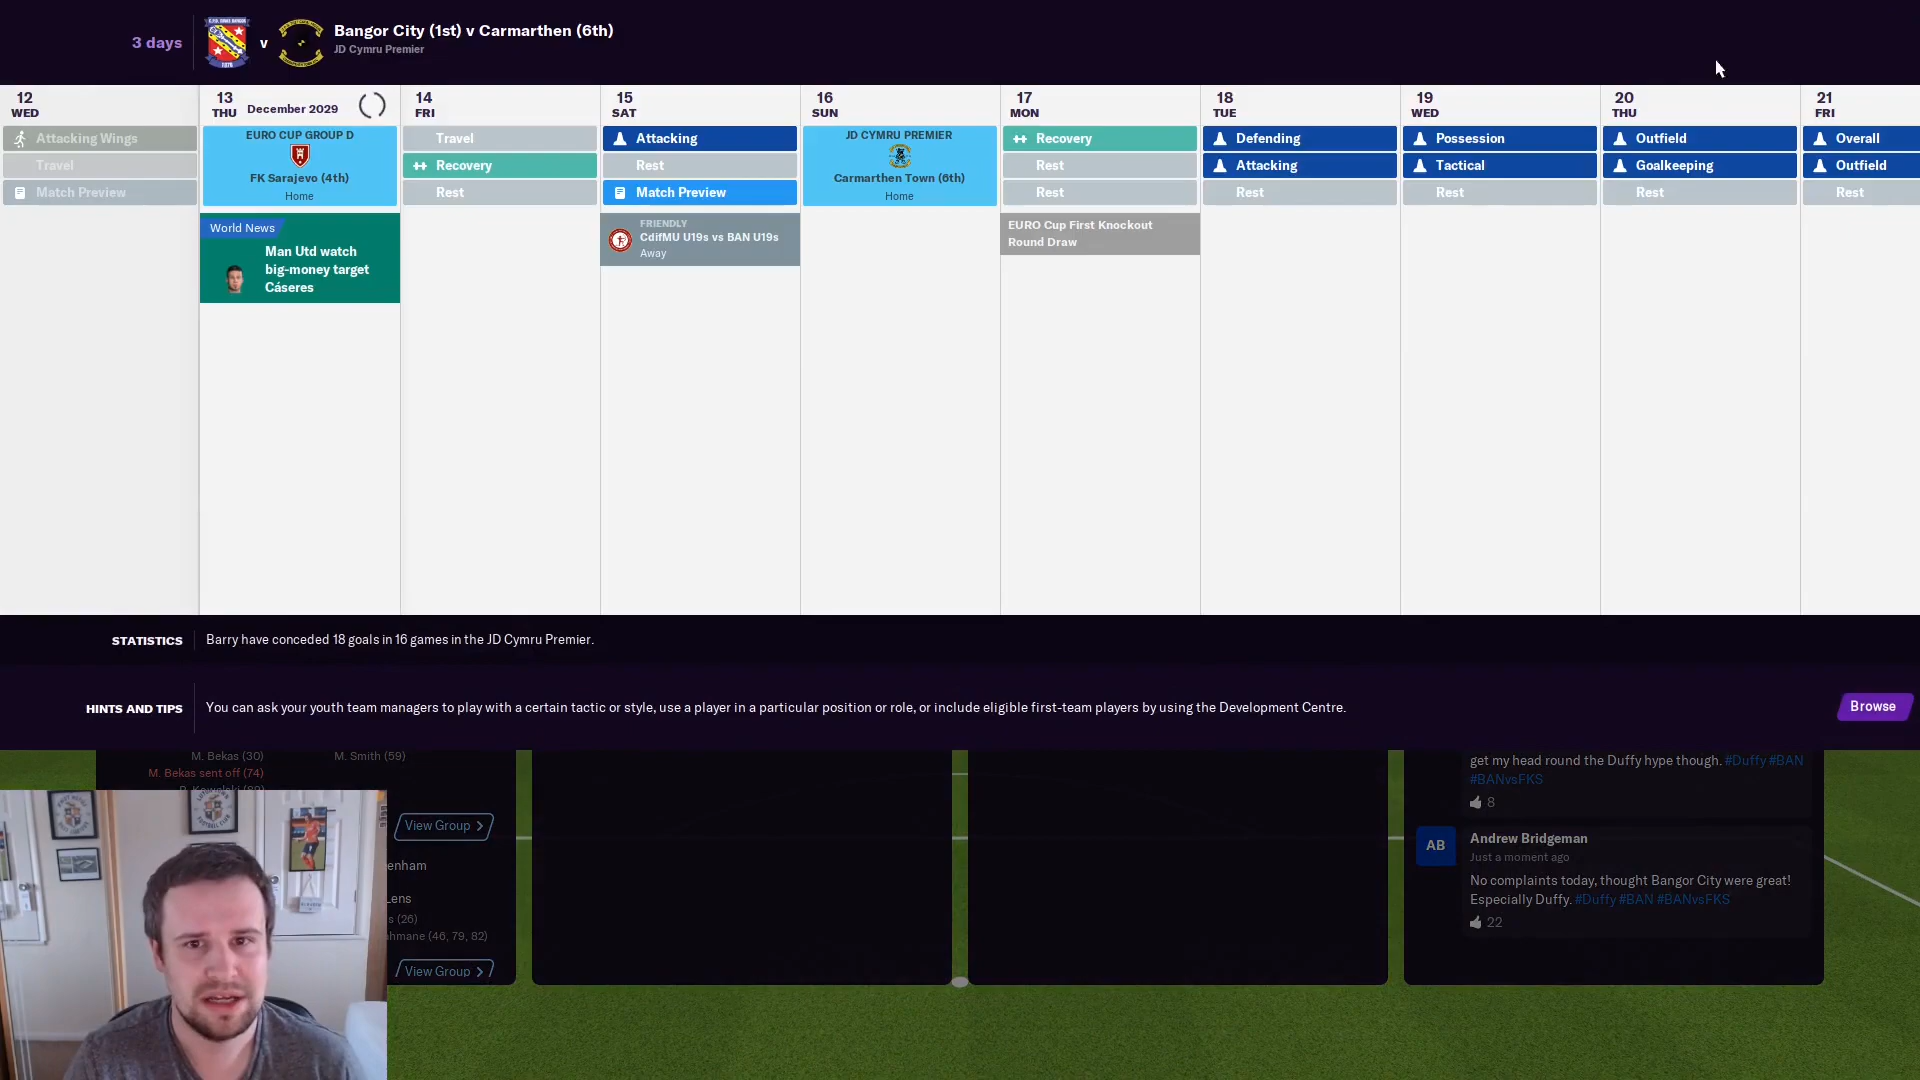 3 days
v
Bangor City (1st) v Carmarthen (6th)
JD Cymru Premier
12
WED
Attacking Wings
Travel
Match Preview
13
THU
December 2029
EURO CUP GROUP D
FK Sarajevo (4th)
Home
World News
Man Utd watch
big-money target
Cáseres
14
FRI
Travel
Recovery
Rest
15
SAT
Attacking
Rest
Match Preview
FRIENDLY
CdifMU U19s vs BAN U19s
Away
16
SUN
JD CYMRU PREMIER
Carmarthen Town (6th)
Home
17
MON
Recovery
Rest
Rest
EURO Cup First Knockout
Round Draw
18
TUE
Defending
Attacking
Rest
19
WED
Possession
Tactical
Rest
20
THU
Outfield
Goalkeeping
Rest
21
FRI
Overall
Outfield
Rest
STATISTICS
Barry have conceded 18 goals in 16 games in the JD Cymru Premier.
HINTS AND TIPS
You can ask your youth team managers to play with a certain tactic or style, use a player in a particular position or role, or include eligible first-team players by using the Development Centre.
Browse
M. Bekas (30)
M. Smith (59)
M. Bekas sent off (74)
View Group
enham
Lens
s (26)
ahmane (46, 79, 82)
View Group
get my head round the Duffy hype though. #Duffy #BAN
#BANvsFKS
8
AB
Andrew Bridgeman
Just a moment ago
No complaints today, thought Bangor City were great!
Especially Duffy. #Duffy #BAN #BANvsFKS
22